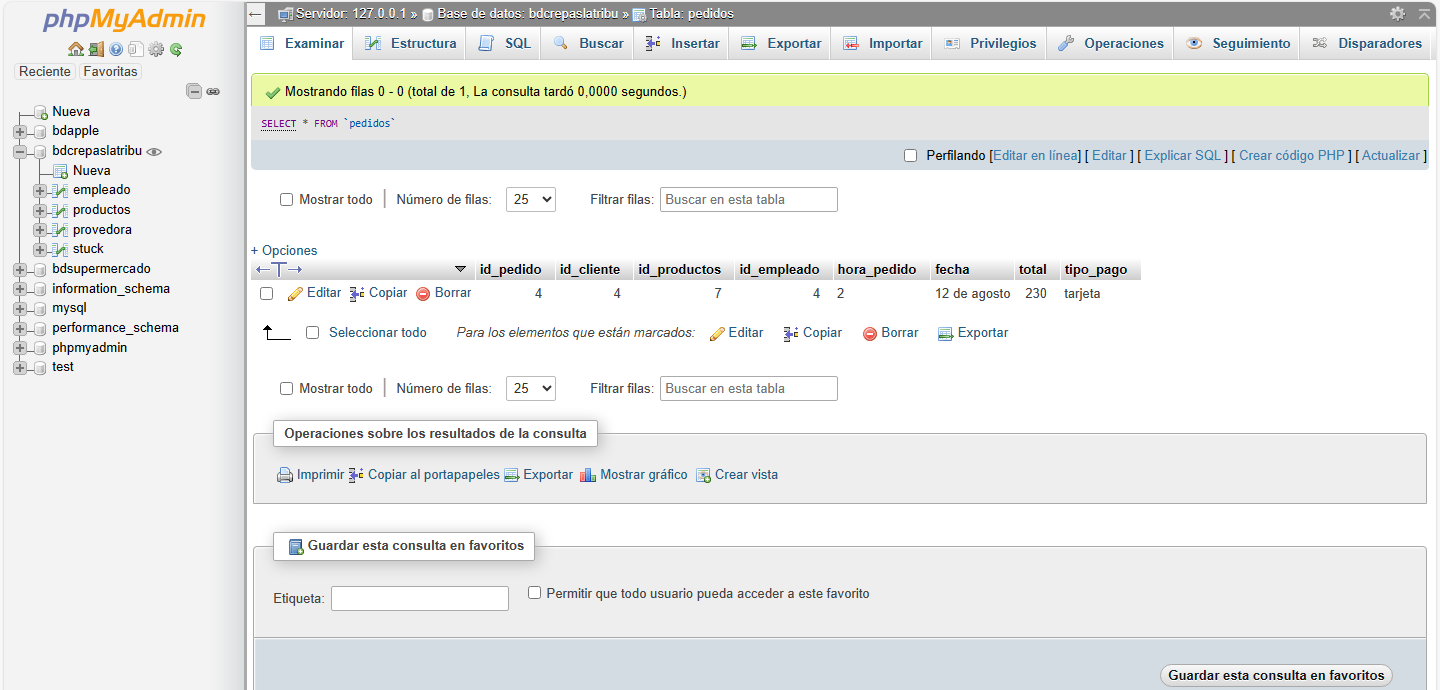 phpMyAdmin
Reciente Favoritas
Nueva
bdapple
bdcrepaslatribu
Nueva
empleado
productos
provedora
stuck
bdsupermercado
information_schema
mysql
performance_schema
phpmyadmin
test
Servidor: 127.0.0.1 » Base de datos: bdcrepaslatribu » Tabla: pedidos
Examinar Estructura SQL Buscar Insertar Exportar Importar Privilegios Operaciones Seguimiento Disparadores
Mostrando filas 0 - 0 (total de 1, La consulta tardó 0,0000 segundos.)
SELECT * FROM `pedidos`
Perfilando [Editar en línea] [ Editar ] [ Explicar SQL ] [ Crear código PHP ] [ Actualizar ]
Mostrar todo | Número de filas: 25 Filtrar filas: Buscar en esta tabla
+ Opciones
←T→ id_pedido id_cliente id_productos id_empleado hora_pedido fecha total tipo_pago
Editar Copiar Borrar 4 4 7 4 2 12 de agosto 230 tarjeta
Seleccionar todo Para los elementos que están marcados: Editar Copiar Borrar Exportar
Mostrar todo | Número de filas: 25 Filtrar filas: Buscar en esta tabla
Operaciones sobre los resultados de la consulta
Imprimir Copiar al portapapeles Exportar Mostrar gráfico Crear vista
Guardar esta consulta en favoritos
Etiqueta: Permitir que todo usuario pueda acceder a este favorito
Guardar esta consulta en favoritos